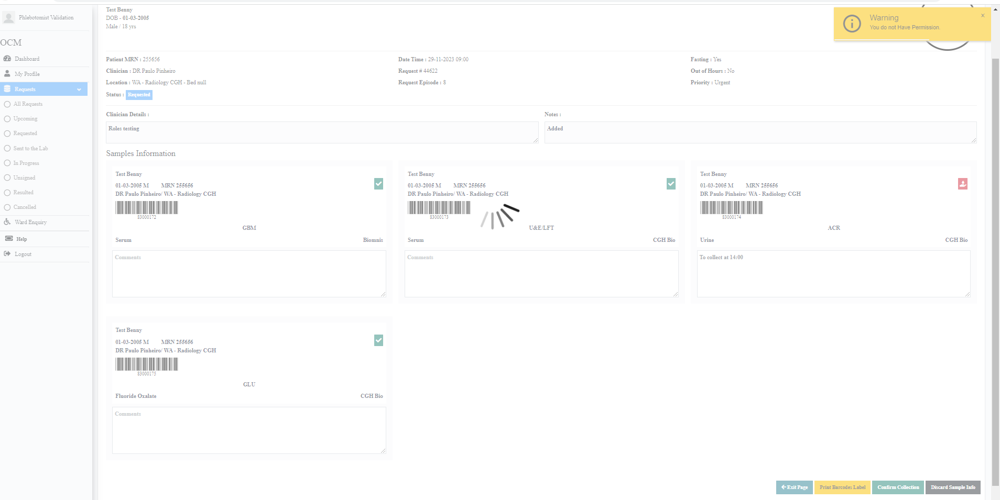 Phlebotomist Validation
OCM
Dashboard
My Profile
Requests
All Requests
Upcoming
Requested
Sent to the Lab
In Progress
Unsigned
Resulted
Cancelled
Ward Enquiry
Help
Logout
Test Benny
DOB - 01-03-2005
Male / 18 yrs
Warning
×
You do not Have Permission.
Patient MRN : 255656
Date Time : 29-11-2023 09:00
Fasting : Yes
Clinician : DR Paulo Pinheiro
Request # 44622
Out of Hours : No
Location : WA - Radiology CGH - Bed null
Request Episode : 8
Priority : Urgent
Status : Requested
Clinician Details :
Notes :
Roles testing
Added
Samples Information
Test Benny
01-03-2005 M MRN 255656
DR Paulo Pinheiro/ WA - Radiology CGH
83000172
GBM
Serum Biomnis
Comments
Test Benny
01-03-2005 M MRN 255656
DR Paulo Pinheiro/ WA - Radiology CGH
83000173
U&E/LFT
Serum CGH Bio
Comments
Test Benny
01-03-2005 M MRN 255656
DR Paulo Pinheiro/ WA - Radiology CGH
83000174
ACR
Urine CGH Bio
To collect at 14:00
Test Benny
01-03-2005 M MRN 255656
DR Paulo Pinheiro/ WA - Radiology CGH
83000175
GLU
Fluoride Oxalate CGH Bio
Comments
Exit Page
Print Barcodes Label
Confirm Collection
Discard Sample Info